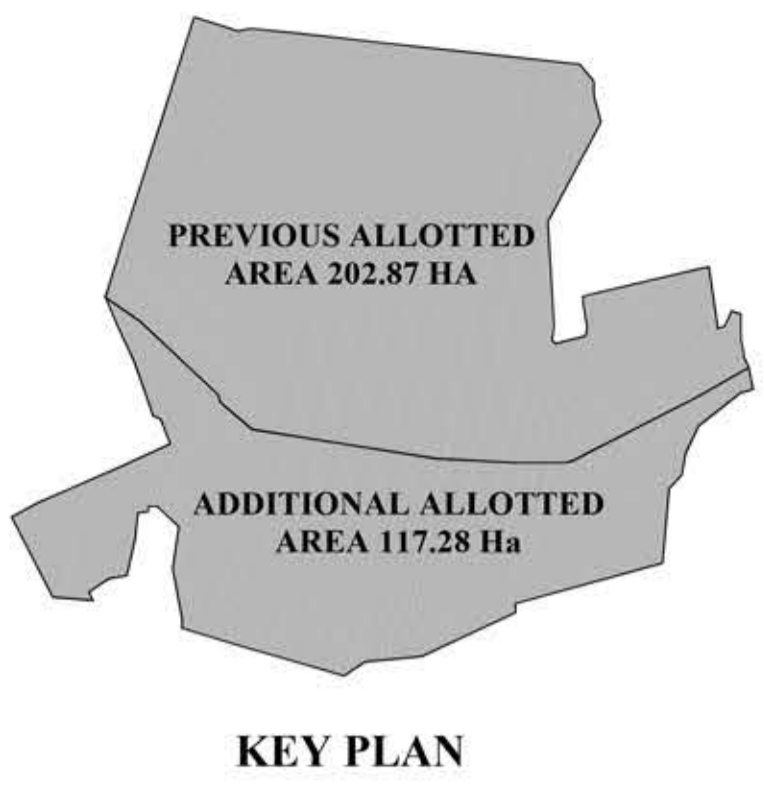 PREVIOUS ALLOTTED
AREA 202.87 HA
ADDITIONAL ALLOTTED
AREA 117.28 Ha
KEY PLAN